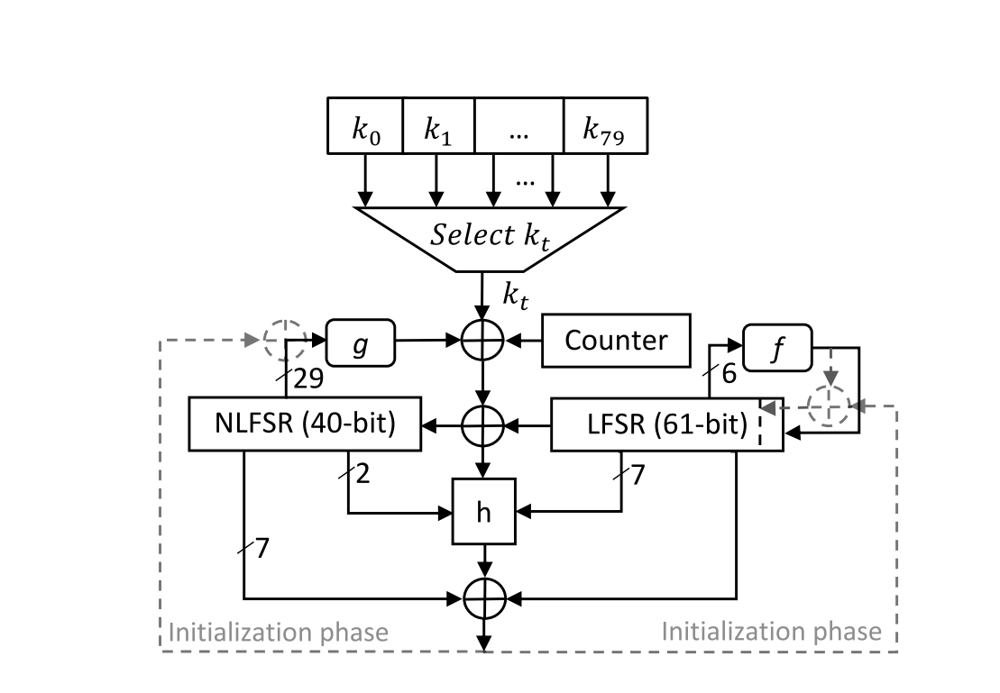 k₀ k₁ ... k₇₉
...
Select kₜ
kₜ
g Counter f
29 6
NLFSR (40-bit) LFSR (61-bit)
2 7
h
7
Initialization phase Initialization phase